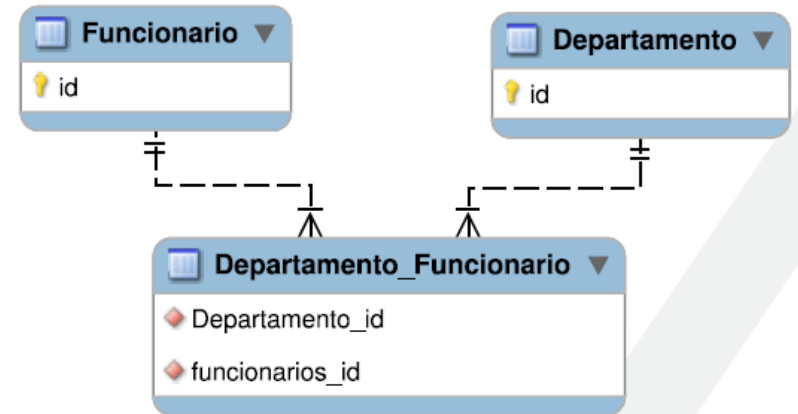 Funcionario
id
Departamento
id
Departamento_Funcionario
Departamento_id
funcionarios_id